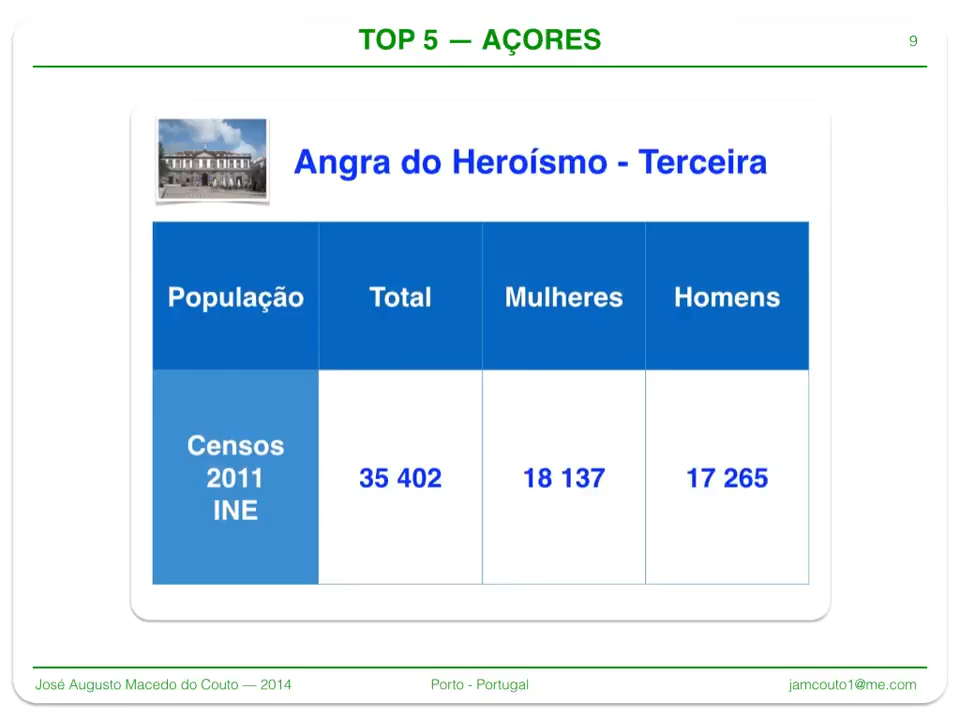 TOP 5 — AÇORES
9
Angra do Heroísmo - Terceira
População Total Mulheres Homens
Censos
2011
INE
35 402 18 137 17 265
José Augusto Macedo do Couto — 2014 Porto - Portugal jamcouto1@me.com